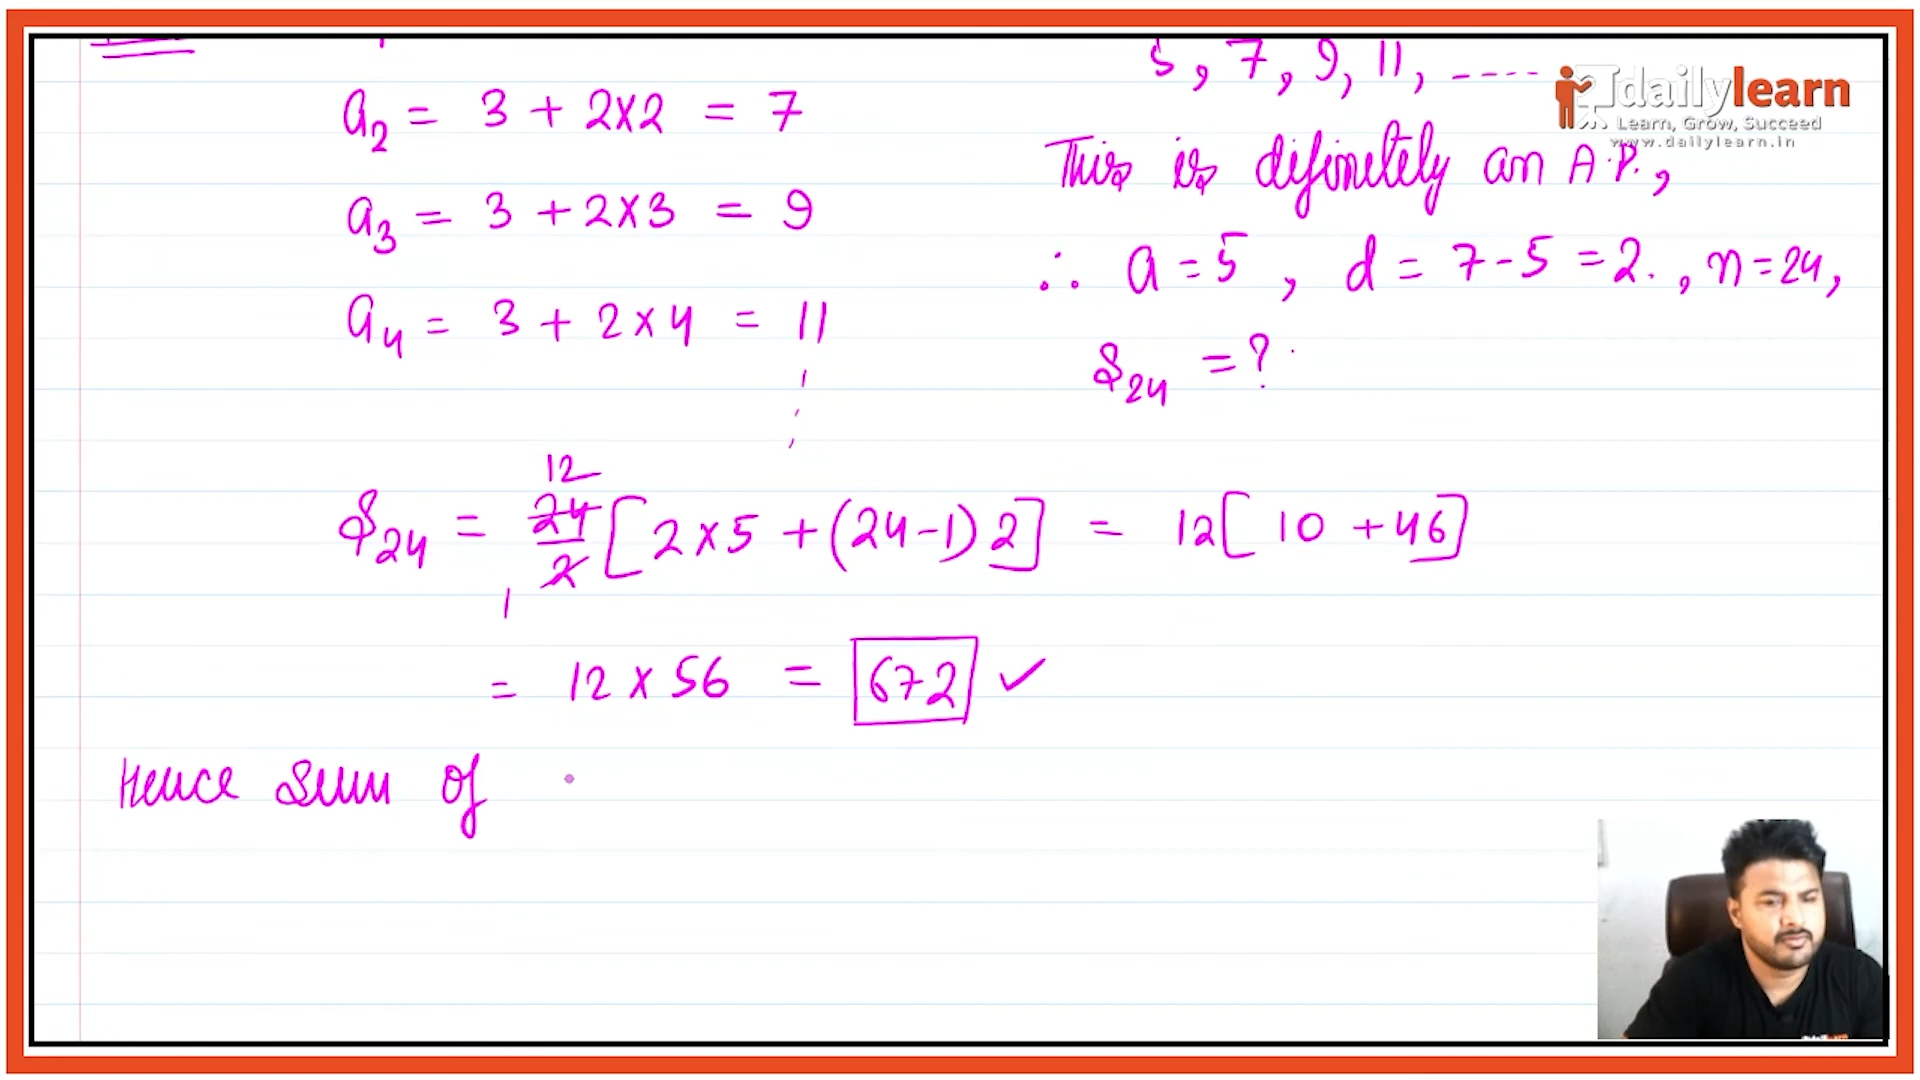 5, 7, 9, 11, ----
a2 = 3 + 2×2 = 7
dailylearn
Learn, Grow, Succeed
www.dailylearn.in
This is definetely an A.P.,
a3 = 3 + 2×3 = 9
∴ a = 5, d = 7-5 = 2., n=24,
a4 = 3 + 2×4 = 11
S24 = ?
S24 = 24/2 [2×5 + (24-1)2] = 12[10 + 46]
12
1
= 12 × 56 = 672 ✓
Hence Sum of